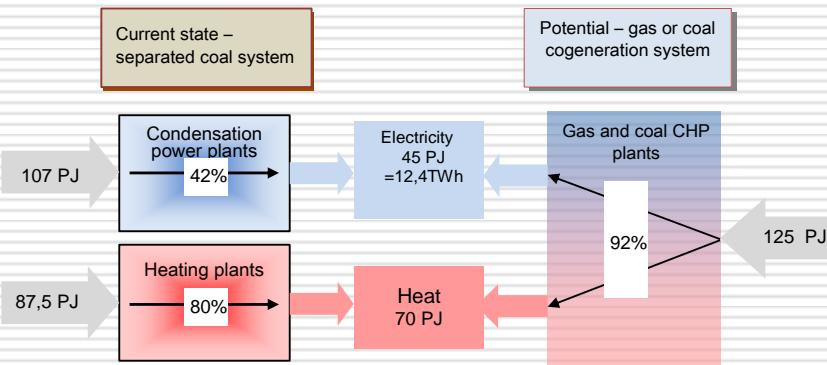 Current state –
separated coal system
Potential – gas or coal
cogeneration system
Condensation
power plants
107 PJ
42%
Electricity
45 PJ
=12,4TWh
Gas and coal CHP
plants
92%
125 PJ
Heating plants
87,5 PJ
80%
Heat
70 PJ